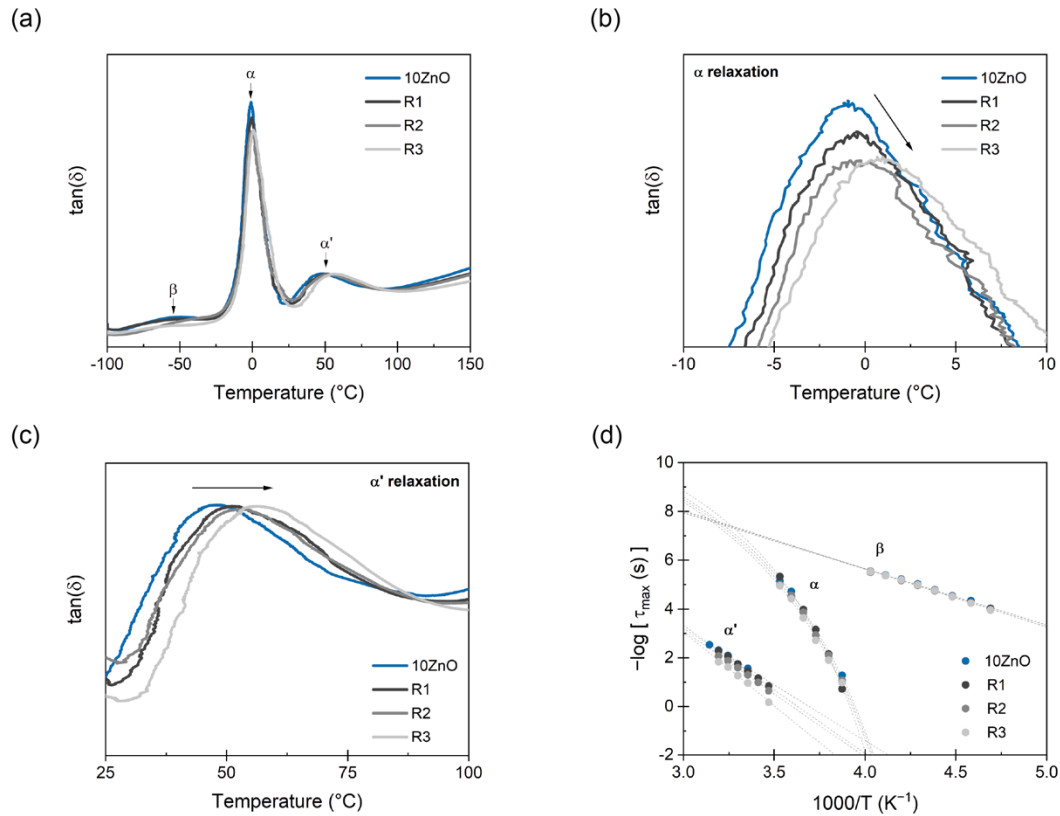 (a)
α
10ZnO
R1
R2
R3
β
α'
tan(δ)
-100 -50 0 50 100 150
Temperature (°C)
(b)
α relaxation
10ZnO
R1
R2
R3
tan(δ)
-10 -5 0 5 10
Temperature (°C)
(c)
α' relaxation
10ZnO
R1
R2
R3
tan(δ)
25 50 75 100
Temperature (°C)
(d)
10
8
6
4
2
0
-2
−log [ τmax (s) ]
β
α
α'
10ZnO
R1
R2
R3
3.0 3.5 4.0 4.5 5.0
1000/T (K⁻¹)